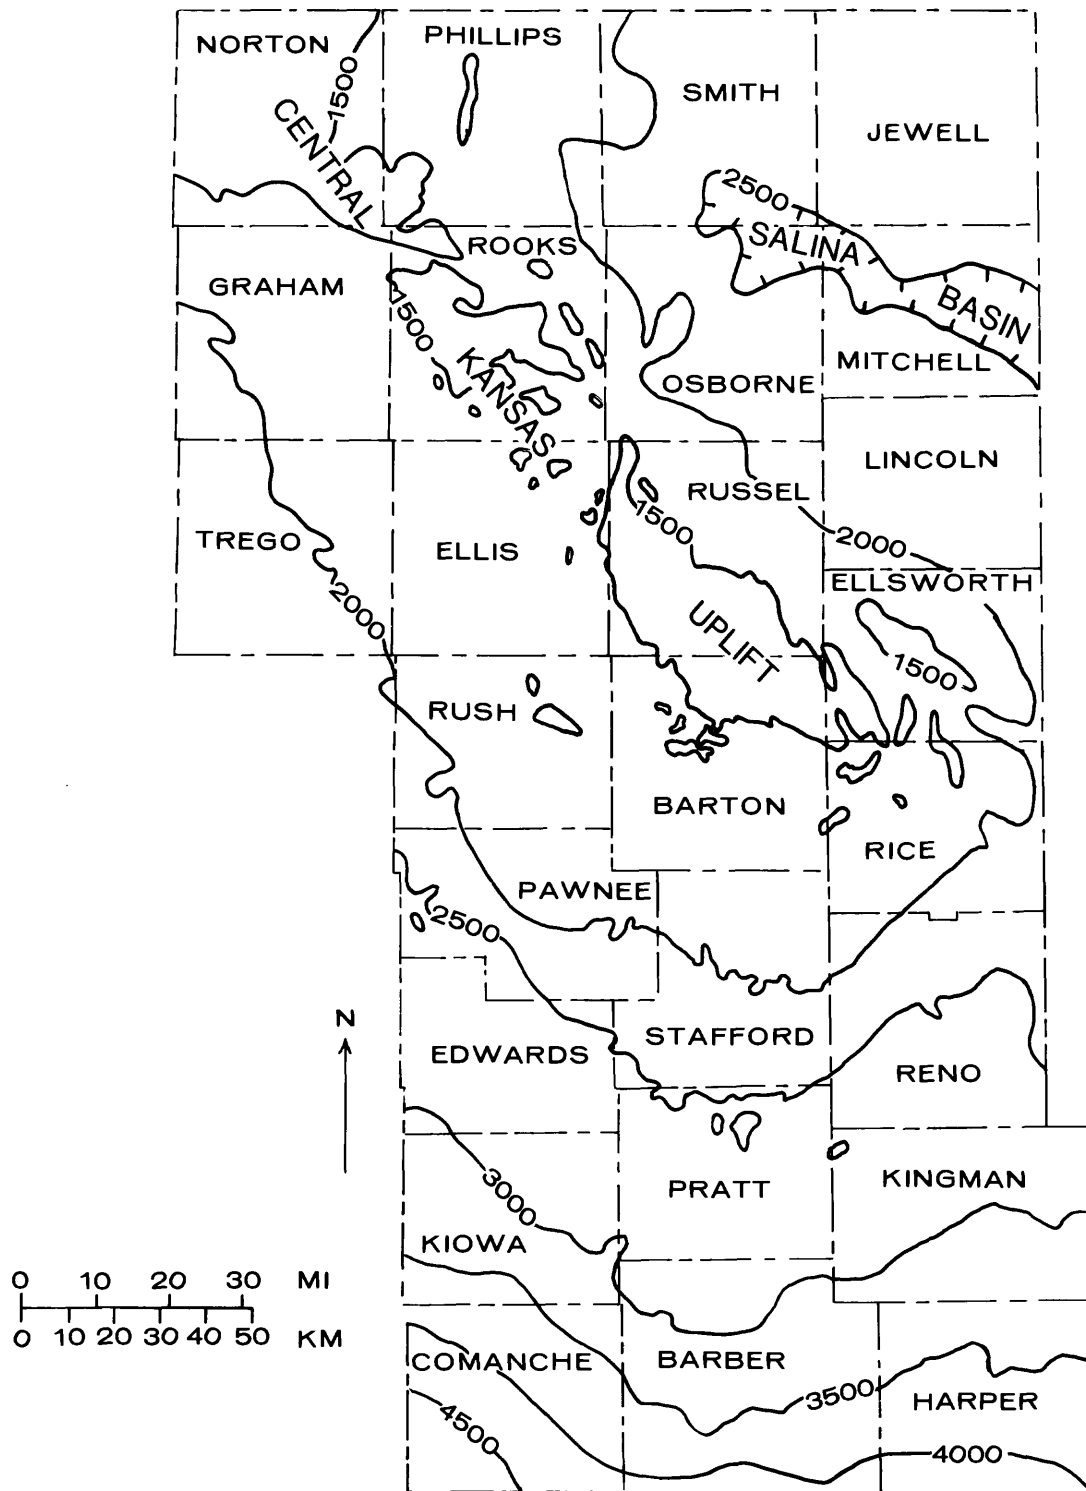 NORTON
PHILLIPS
SMITH
JEWELL
1500
CENTRAL
2500
SALINA
BASIN
ROOKS
GRAHAM
1500
KANSAS
MITCHELL
OSBORNE
LINCOLN
RUSSEL
1500
2000
TREGO
ELLIS
ELLSWORTH
2000
UPLIFT
1500
RUSH
BARTON
RICE
PAWNEE
2500
N
STAFFORD
EDWARDS
RENO
3000
PRATT
KINGMAN
KIOWA
0 10 20 30 MI
0 10 20 30 40 50 KM
COMANCHE
BARBER
3500
HARPER
4500
4000